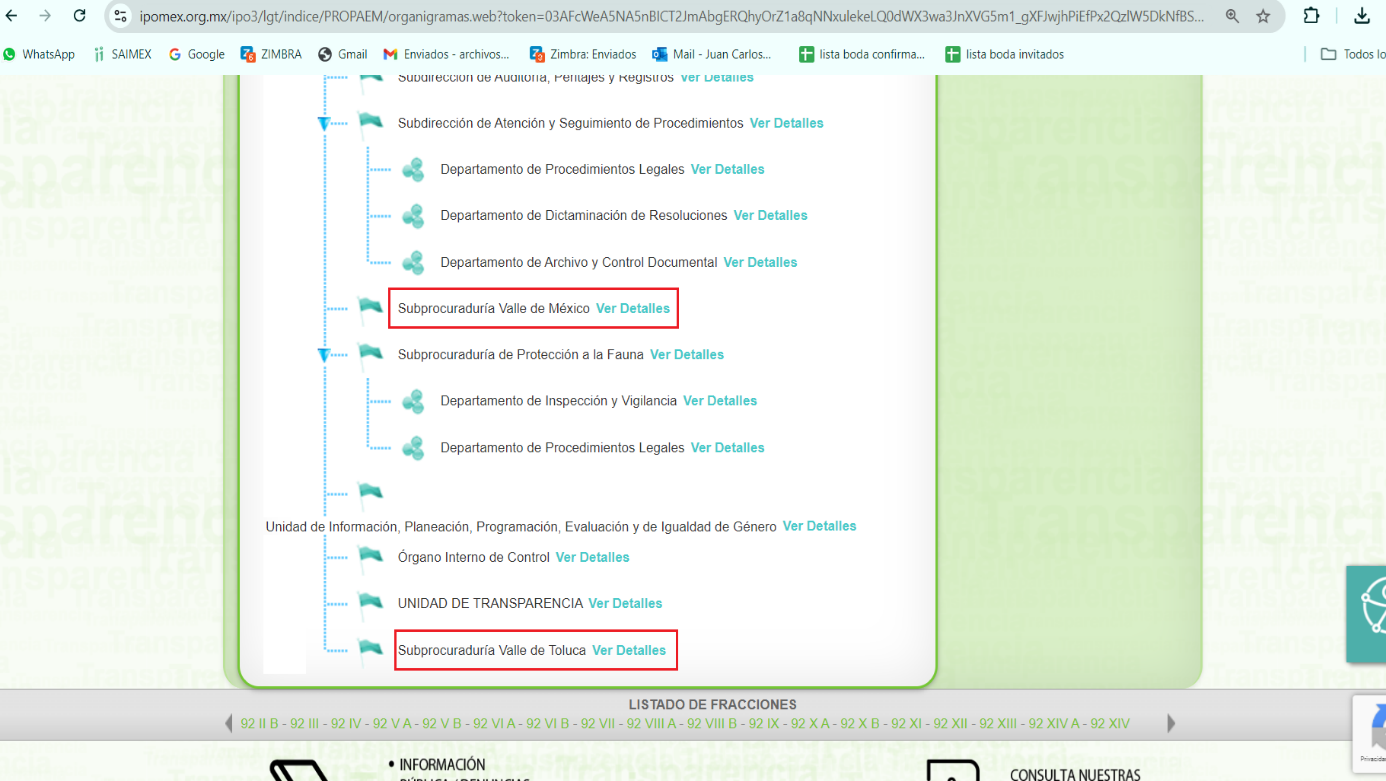 ipomex.org.mx/ipo3/lgt/indice/PROPAEM/organigramas.web?token=03AFcWeA5NA5nBICT2JmAbgERQhyOrZ1a8qNNxulekeLQ0dWX3wa3JnXVG5m1_gXFJwjhPiEfPx2QzlW5DkNfBS...
WhatsApp SAIMEX Google ZIMBRA Gmail Enviados - archivos... Zimbra: Enviados Mail - Juan Carlos... lista boda confirma... lista boda invitados Todos lo
Subdirección de Auditoría, Peritajes y Registros Ver Detalles
Subdirección de Atención y Seguimiento de Procedimientos Ver Detalles
Departamento de Procedimientos Legales Ver Detalles
Departamento de Dictaminación de Resoluciones Ver Detalles
Departamento de Archivo y Control Documental Ver Detalles
Subprocuraduría Valle de México Ver Detalles
Subprocuraduría de Protección a la Fauna Ver Detalles
Departamento de Inspección y Vigilancia Ver Detalles
Departamento de Procedimientos Legales Ver Detalles
Unidad de Información, Planeación, Programación, Evaluación y de Igualdad de Género Ver Detalles
Órgano Interno de Control Ver Detalles
UNIDAD DE TRANSPARENCIA Ver Detalles
Subprocuraduría Valle de Toluca Ver Detalles
LISTADO DE FRACCIONES
92 II B - 92 III - 92 IV - 92 V A - 92 V B - 92 VI A - 92 VI B - 92 VII - 92 VIII A - 92 VIII B - 92 IX - 92 X A - 92 X B - 92 XI - 92 XII - 92 XIII - 92 XIV A - 92 XIV
• INFORMACIÓN
CONSULTA NUESTRAS
Privacidad